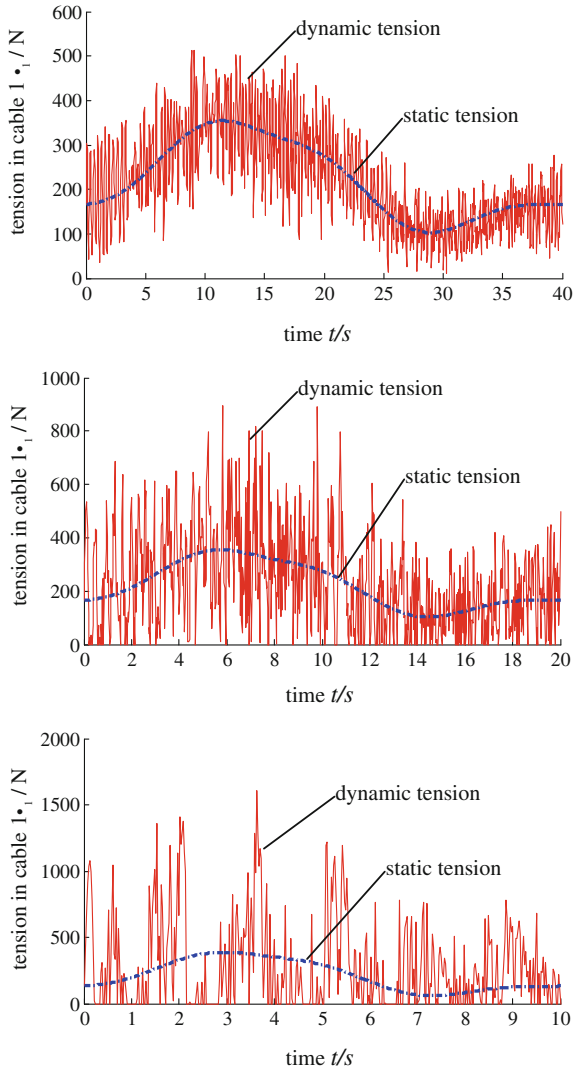 600
dynamic tension
500
400
static tension
300
200
100
0
0 5 10 15 20 25 30 35 40
tension in cable 1•₁ / N
time t/s
1000
dynamic tension
800
600
static tension
400
200
0
0 2 4 6 8 10 12 14 16 18 20
tension in cable 1•₁ / N
time t/s
2000
dynamic tension
1500
1000
static tension
500
0
0 1 2 3 4 5 6 7 8 9 10
tension in cable 1•₁ / N
time t/s